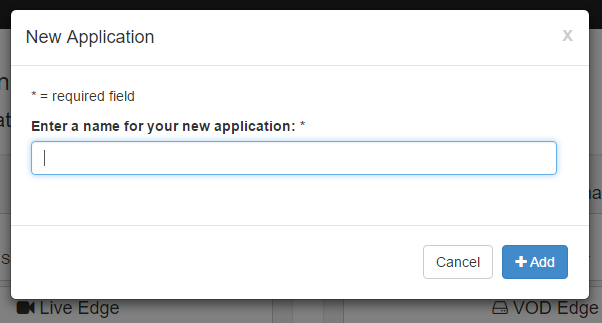 New Application
x
* = required field
Enter a name for your new application: *
Cancel
+ Add
Live Edge
VOD Edge